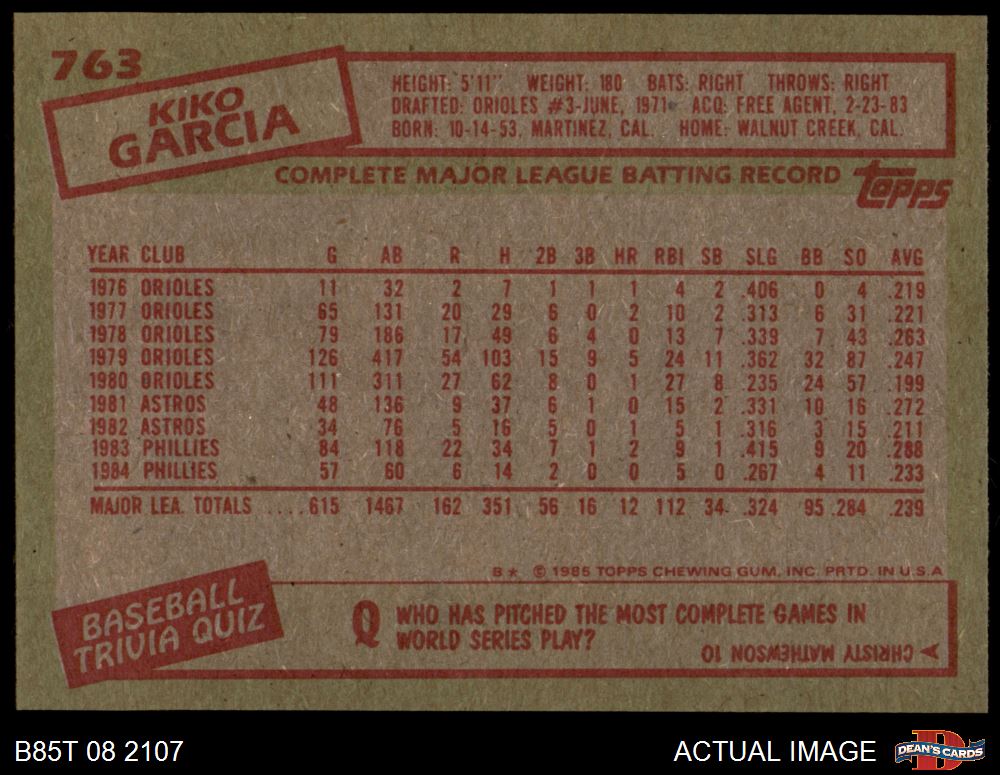 763
KIKO
GARCIA
HEIGHT: 5'11" WEIGHT: 180 BATS: RIGHT THROWS: RIGHT
DRAFTED: ORIOLES #3-JUNE, 1971 ACQ: FREE AGENT, 2-23-83
BORN: 10-14-53, MARTINEZ, CAL. HOME: WALNUT CREEK, CAL.
COMPLETE MAJOR LEAGUE BATTING RECORD
topps
YEAR CLUB G AB R H 2B 3B HR RBI SB SLG BB SO AVG
1976 ORIOLES 11 32 2 7 1 1 1 4 2 .406 0 4 .219
1977 ORIOLES 65 131 20 29 6 0 2 10 2 .313 6 31 .221
1978 ORIOLES 79 186 17 49 6 4 0 13 7 .339 7 43 .263
1979 ORIOLES 126 417 54 103 15 9 5 24 11 .362 32 87 .247
1980 ORIOLES 111 311 27 62 8 0 1 27 8 .235 24 57 .199
1981 ASTROS 48 136 9 37 6 1 0 15 2 .331 10 16 .272
1982 ASTROS 34 76 5 16 5 0 1 5 1 .316 3 15 .211
1983 PHILLIES 84 118 22 34 7 1 2 9 1 .415 9 20 .288
1984 PHILLIES 57 60 6 14 2 0 0 5 0 .267 4 11 .233
MAJOR LEA. TOTALS ....615 1467 162 351 56 16 12 112 34 .324 95 .284 .239
B* © 1985 TOPPS CHEWING GUM, INC. PRTD. IN U.S.A
BASEBALL
TRIVIA QUIZ
Q WHO HAS PITCHED THE MOST COMPLETE GAMES IN
WORLD SERIES PLAY?
A CHRISTY MATHEWSON 10
B85T 08 2107
ACTUAL IMAGE
D
DEAN'S CARDS